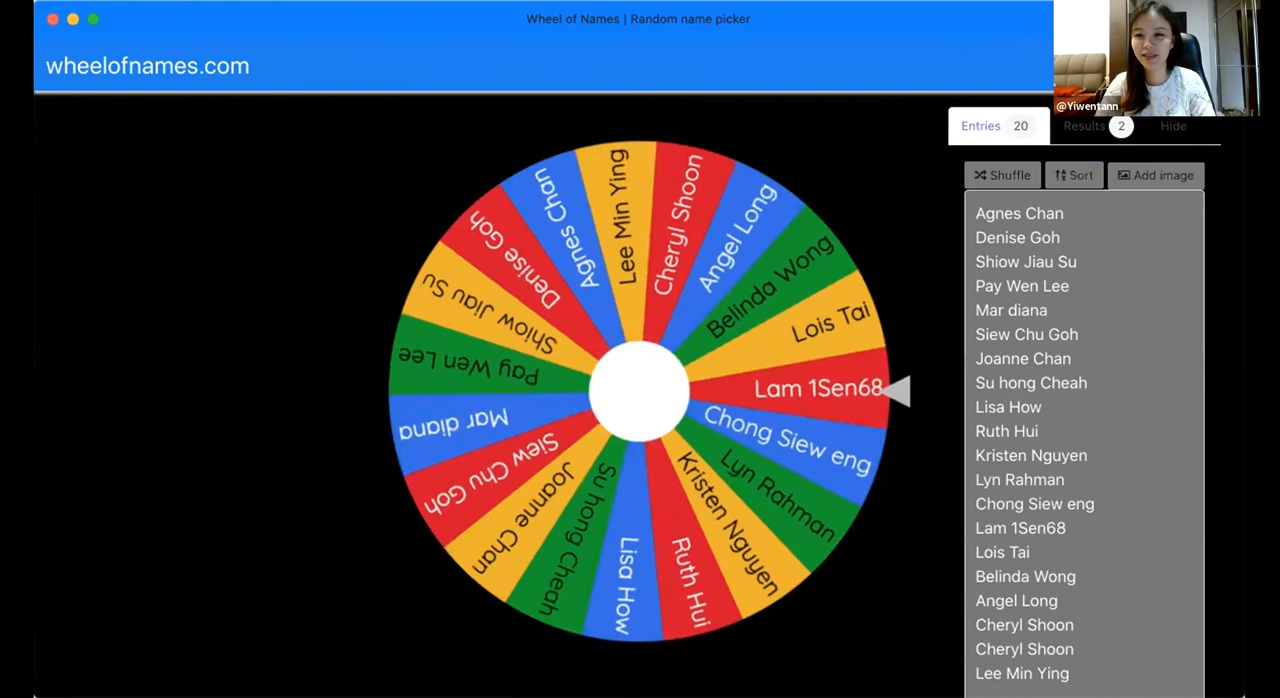 Wheel of Names | Random name picker
wheelofnames.com
@Yiwentann
Entries 20
Results 2
Hide
Shuffle
Sort
Add image
Agnes Chan
Denise Goh
Shiow Jiau Su
Pay Wen Lee
Mar diana
Siew Chu Goh
Joanne Chan
Su hong Cheah
Lisa How
Ruth Hui
Kristen Nguyen
Lyn Rahman
Chong Siew eng
Lam 1Sen68
Lois Tai
Belinda Wong
Angel Long
Cheryl Shoon
Cheryl Shoon
Lee Min Ying
Lee Min Ying
Cheryl Shoon
Angel Long
Belinda Wong
Lois Tai
Lam 1Sen68
Chong Siew eng
Lyn Rahman
Kristen Nguyen
Ruth Hui
Lisa How
Su hong Cheah
Joanne Chan
Siew Chu Goh
Mar diana
Pay Wen Lee
Shiow Jiau Su
Denise Goh
Agnes Chan